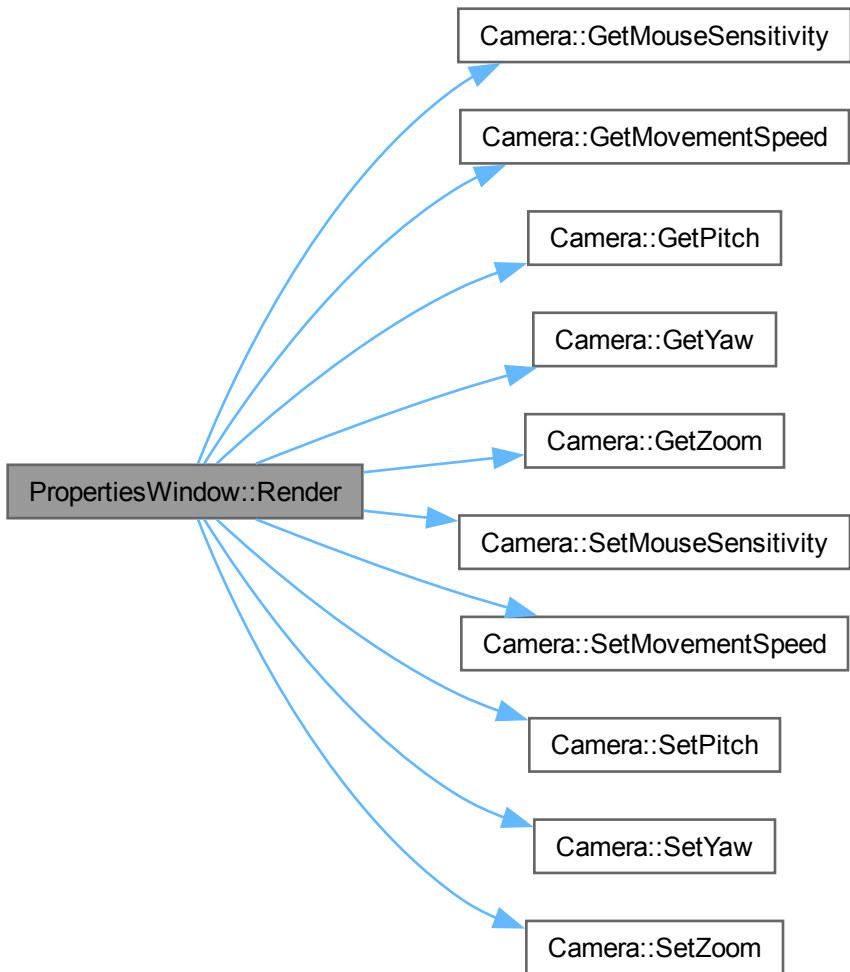 Camera::GetMouseSensitivity
Camera::GetMovementSpeed
Camera::GetPitch
Camera::GetYaw
Camera::GetZoom
PropertiesWindow::Render
Camera::SetMouseSensitivity
Camera::SetMovementSpeed
Camera::SetPitch
Camera::SetYaw
Camera::SetZoom